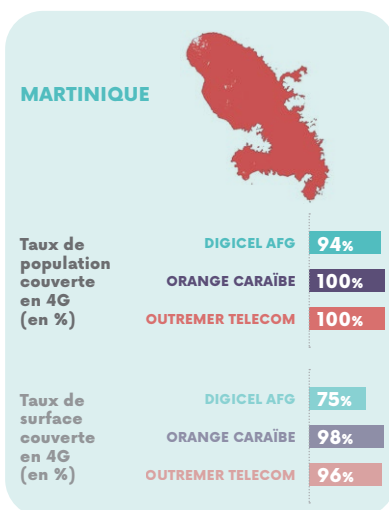 MARTINIQUE
Taux de
population
couverte
en 4G
(en %)
DIGICEL AFG 94%
ORANGE CARAÏBE 100%
OUTREMER TELECOM 100%
Taux de
surface
couverte
en 4G
(en %)
DIGICEL AFG 75%
ORANGE CARAÏBE 98%
OUTREMER TELECOM 96%